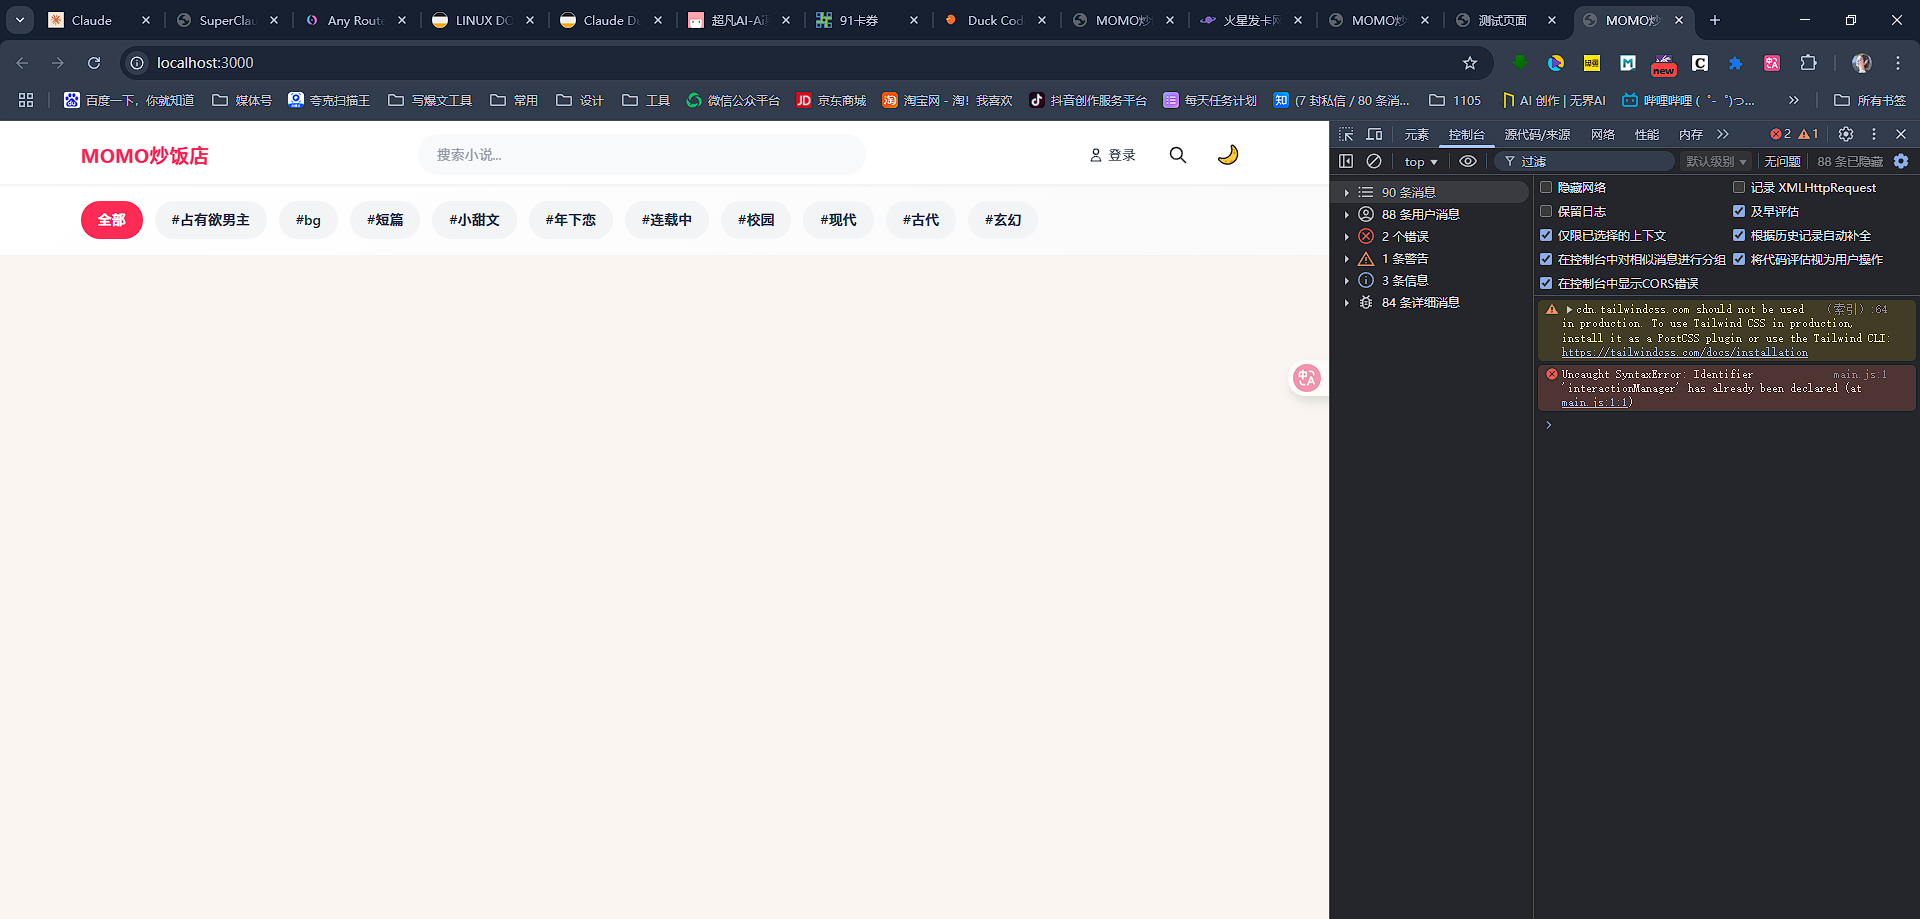 Claude
SuperClau
Any Route
LINUX DO
Claude Du
超凡AI-Ai
91卡券
Duck Cod
MOMO炒
火星发卡网
MOMO炒
测试页面
MOMO炒
localhost:3000
new
百度一下，你就知道
媒体号
夸克扫描王
写爆文工具
常用
设计
工具
微信公众平台
JD 京东商城
淘 淘宝网 - 淘！我喜欢
抖音创作服务平台
每天任务计划
知 (7 封私信 / 80 条消...
1105
AI 创作 | 无界AI
哔哩哔哩 ( ゜- ゜)つ...
所有书签
MOMO炒饭店
搜索小说...
登录
全部
#占有欲男主
#bg
#短篇
#小甜文
#年下恋
#连载中
#校园
#现代
#古代
#玄幻
元素
控制台
源代码/来源
网络
性能
内存
2
1
top
过滤
默认级别
无问题
88 条已隐藏
90 条消息
88 条用户消息
2 个错误
1 条警告
3 条信息
84 条详细消息
隐藏网络
记录 XMLHttpRequest
保留日志
及早评估
仅限已选择的上下文
根据历史记录自动补全
在控制台中对相似消息进行分组
将代码评估视为用户操作
在控制台中显示CORS错误
cdn.tailwindcss.com should not be used （索引）:64
in production. To use Tailwind CSS in production,
install it as a PostCSS plugin or use the Tailwind CLI:
https://tailwindcss.com/docs/installation
Uncaught SyntaxError: Identifier main.js:1
'interactionManager' has already been declared (at
main.js:1:1)